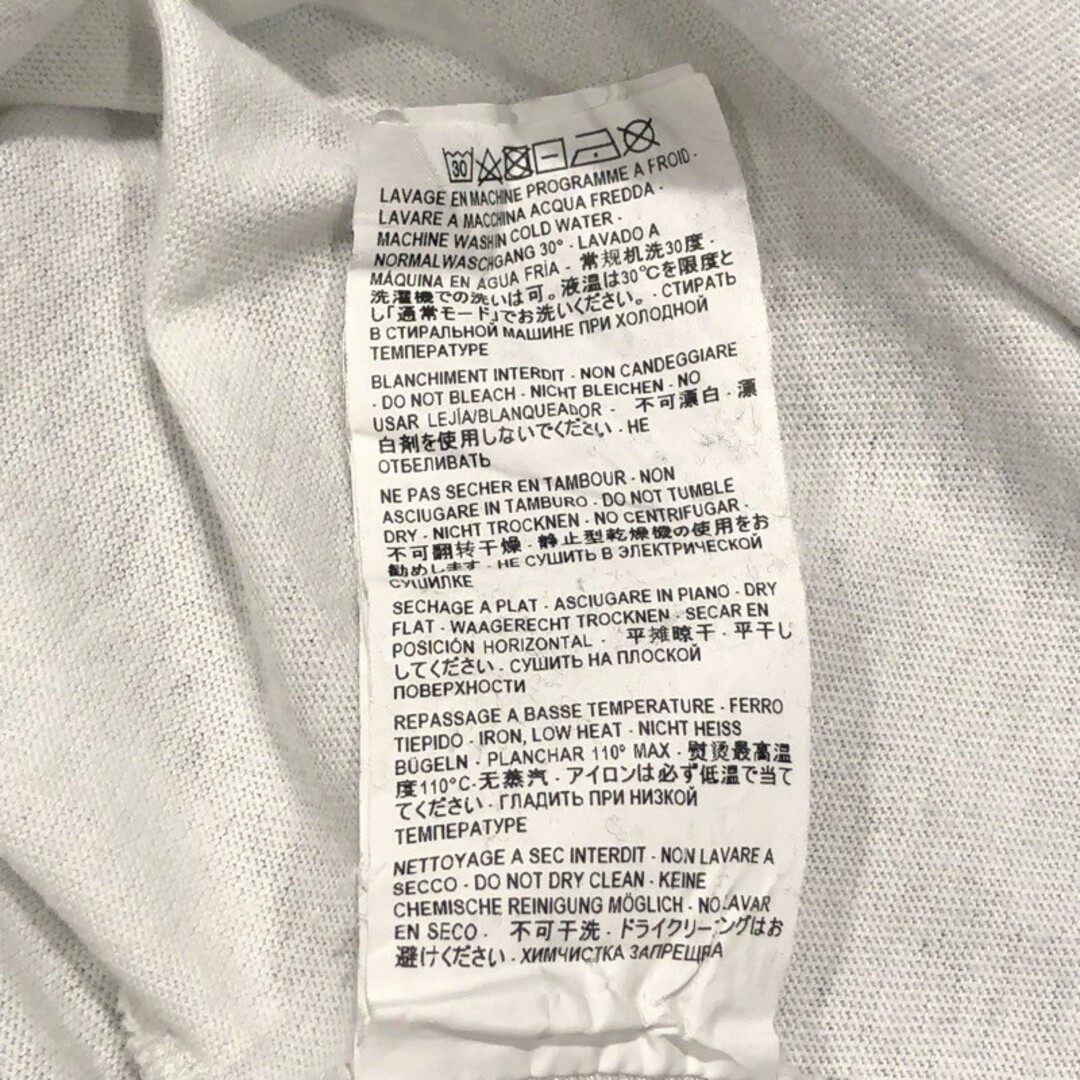 30
LAVAGE EN MACHINE PROGRAMME A FROID ·
LAVARE A MACCHINA ACQUA FREDDA ·
MACHINE WASH IN COLD WATER ·
NORMALWASCHGANG 30° · LAVADO A
MÁQUINA EN AGUA FRÍA · 常规机洗30度 ·
洗濯機での洗いは可。液温は30℃を限度と
し「通常モード」でお洗いください。 · СТИРАТЬ
В СТИРАЛЬНОЙ МАШИНЕ ПРИ ХОЛОДНОЙ
ТЕМПЕРАТУРЕ
BLANCHIMENT INTERDIT · NON CANDEGGIARE
· DO NOT BLEACH · NICHT BLEICHEN · NO
USAR LEJÍA/BLANQUEADOR · 不可漂白 · 漂
白剤を使用しないでください · НЕ
ОТБЕЛИВАТЬ
NE PAS SECHER EN TAMBOUR · NON
ASCIUGARE IN TAMBURO · DO NOT TUMBLE
DRY · NICHT TROCKNEN · NO CENTRIFUGAR ·
不可翻转干燥 · 静止型乾燥機の使用をお
勧めします · НЕ СУШИТЬ В ЭЛЕКТРИЧЕСКОЙ
СУШИЛКЕ
SECHAGE A PLAT · ASCIUGARE IN PIANO · DRY
FLAT · WAAGERECHT TROCKNEN · SECAR EN
POSICIÓN HORIZONTAL · 平摊晾干 · 平干し
してください · СУШИТЬ НА ПЛОСКОЙ
ПОВЕРХНОСТИ
REPASSAGE A BASSE TEMPERATURE · FERRO
TIEPIDO · IRON, LOW HEAT · NICHT HEISS
BÜGELN · PLANCHAR 110° MAX · 熨烫最高温
度110°C·无蒸汽 · アイロンは必ず低温で当て
てください · ГЛАДИТЬ ПРИ НИЗКОЙ
ТЕМПЕРАТУРЕ
NETTOYAGE A SEC INTERDIT · NON LAVARE A
SECCO · DO NOT DRY CLEAN · KEINE
CHEMISCHE REINIGUNG MÖGLICH · NO LAVAR
EN SECO · 不可干洗 · ドライクリーニングはお
避けください · ХИМЧИСТКА ЗАПРЕЩРА